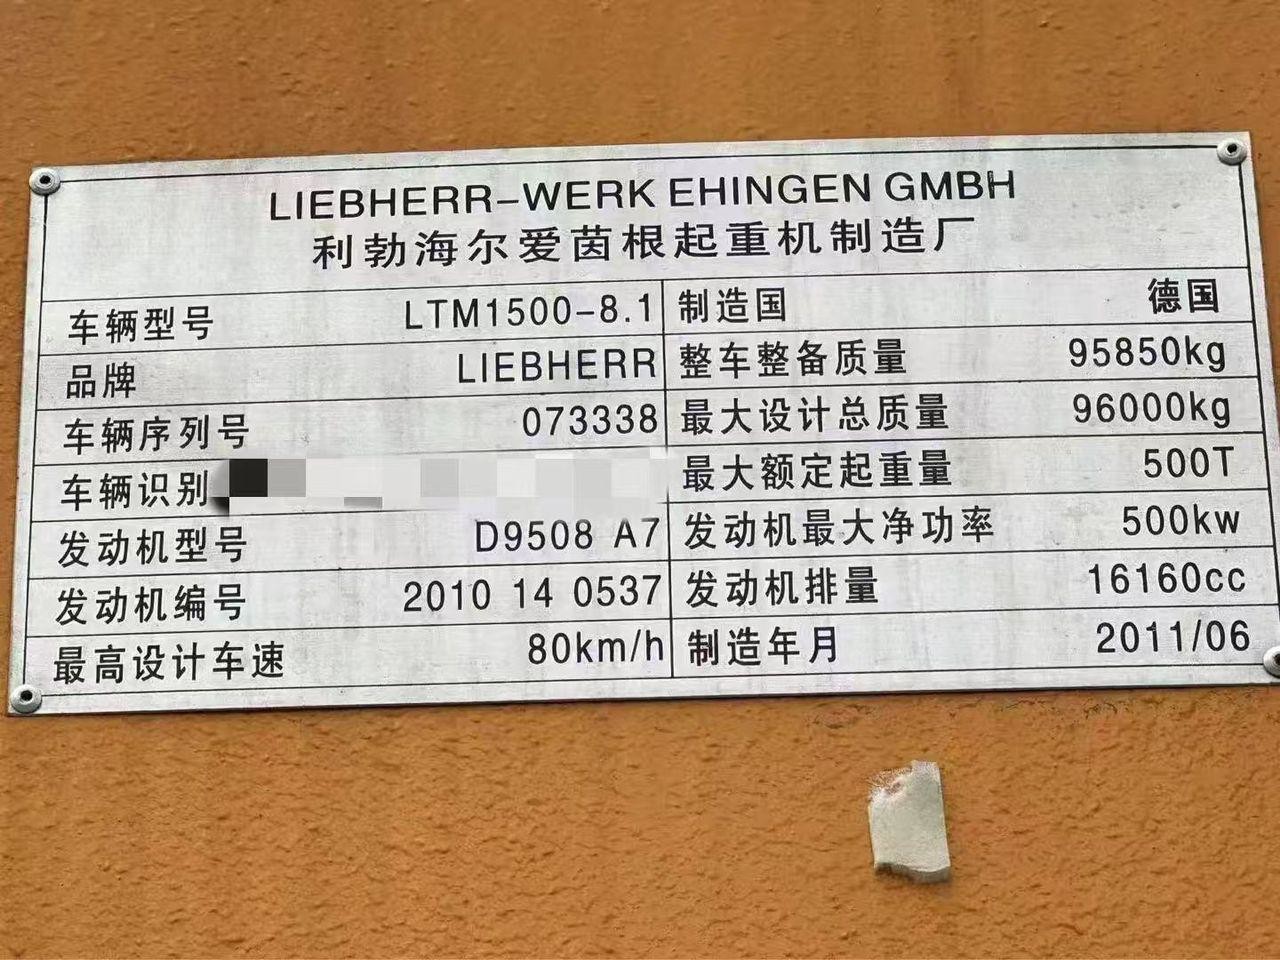 LIEBHERR-WERK EHINGEN GMBH
利勃海尔爱茵根起重机制造厂
车辆型号 LTM1500-8.1 制造国 德国
品牌 LIEBHERR 整车整备质量 95850kg
车辆序列号 073338 最大设计总质量 96000kg
车辆识别 最大额定起重量 500T
发动机型号 D9508 A7 发动机最大净功率 500kw
发动机编号 2010 14 0537 发动机排量 16160cc
最高设计车速 80km/h 制造年月 2011/06